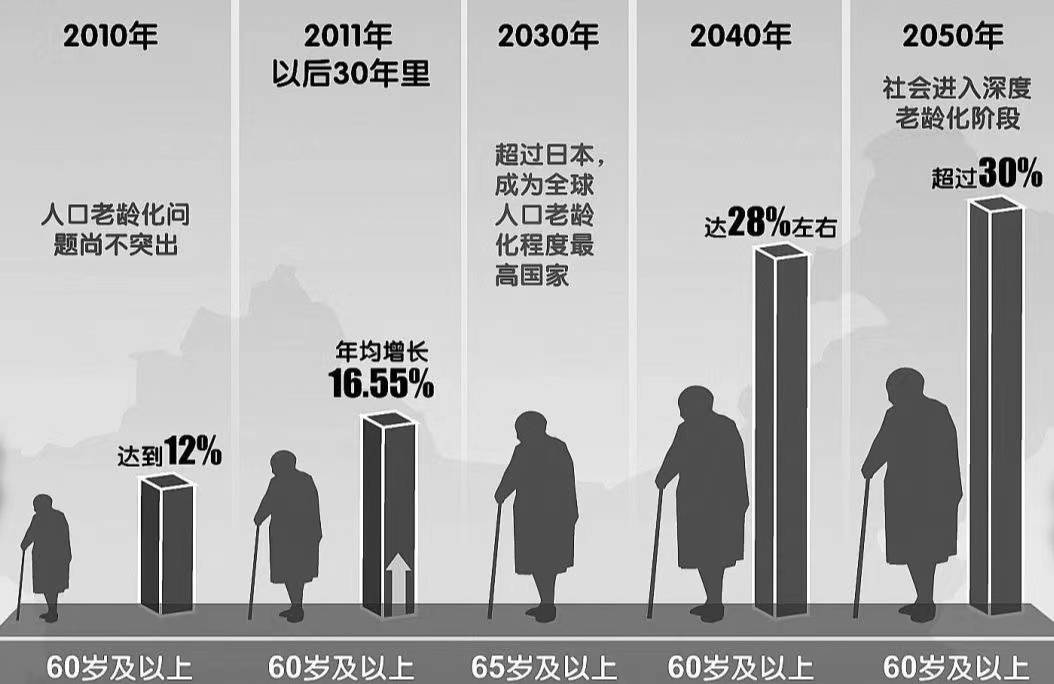 2010年
人口老龄化问
题尚不突出
达到12%
60岁及以上
2011年
以后30年里
年均增长
16.55%
60岁及以上
2030年
超过日本，
成为全球
人口老龄
化程度最
高国家
65岁及以上
2040年
达28%左右
60岁及以上
2050年
社会进入深度
老龄化阶段
超过30%
60岁及以上